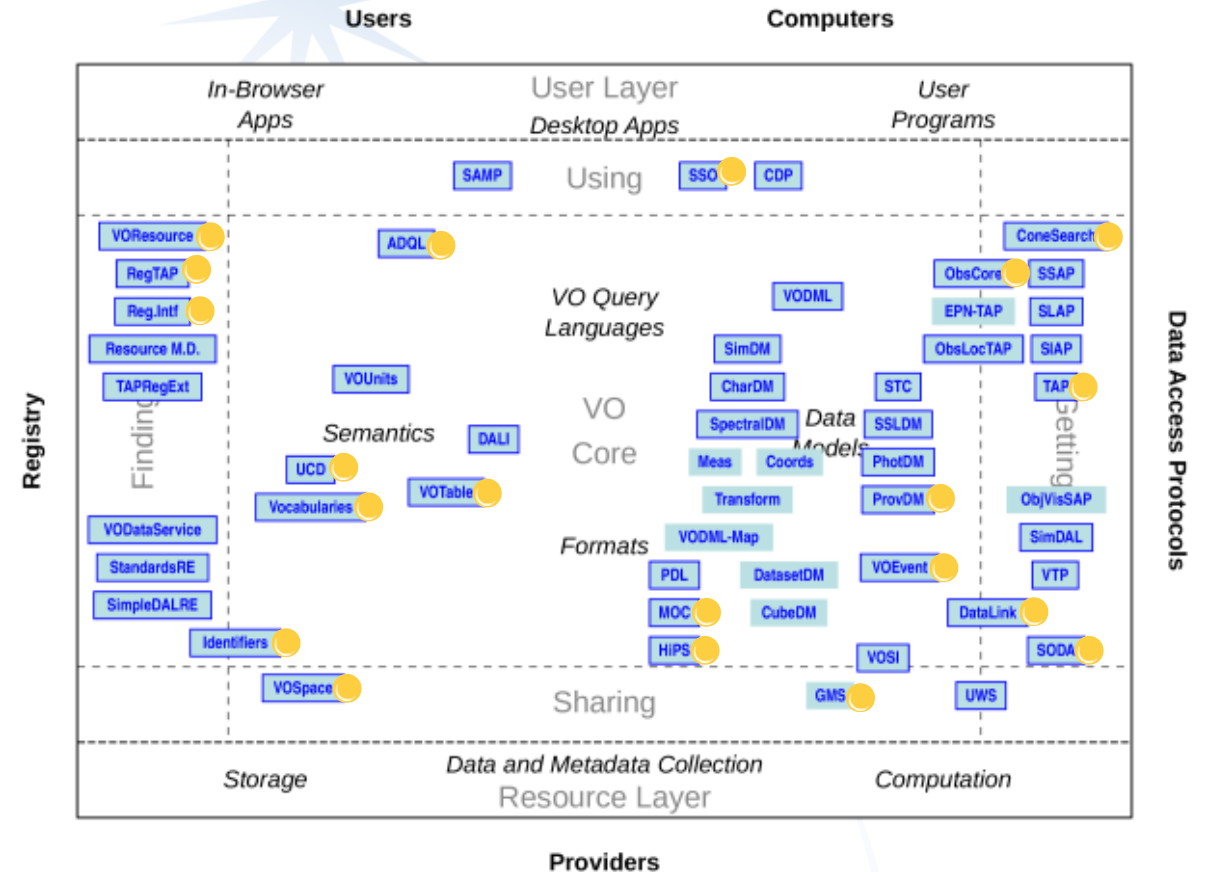 Users
Computers
In-Browser
Apps
User Layer
Desktop Apps
User
Programs
SAMP
Using
SSO
CDP
VOResource
ADQL
ConeSearch
RegTAP
ObsCore
SSAP
VO Query
Languages
VODML
Reg.Intf
EPN-TAP
SLAP
Resource M.D.
SimDM
ObsLocTAP
SIAP
TAPRegExt
VOUnits
CharDM
STC
TAP
Registry
Finding
VO
Core
SpectralDM
Data
Models
SSLDM
Getting
Data Access Protocols
Semantics
DALI
UCD
Meas
Coords
PhotDM
Vocabularies
VOTable
Transform
ProvDM
ObjVisSAP
VODataService
Formats
VODML-Map
SimDAL
StandardsRE
PDL
DatasetDM
VOEvent
VTP
SimpleDALRE
MOC
CubeDM
DataLink
Identifiers
HiPS
VOSI
SODA
VOSpace
Sharing
GMS
UWS
Storage
Data and Metadata Collection
Resource Layer
Computation
Providers